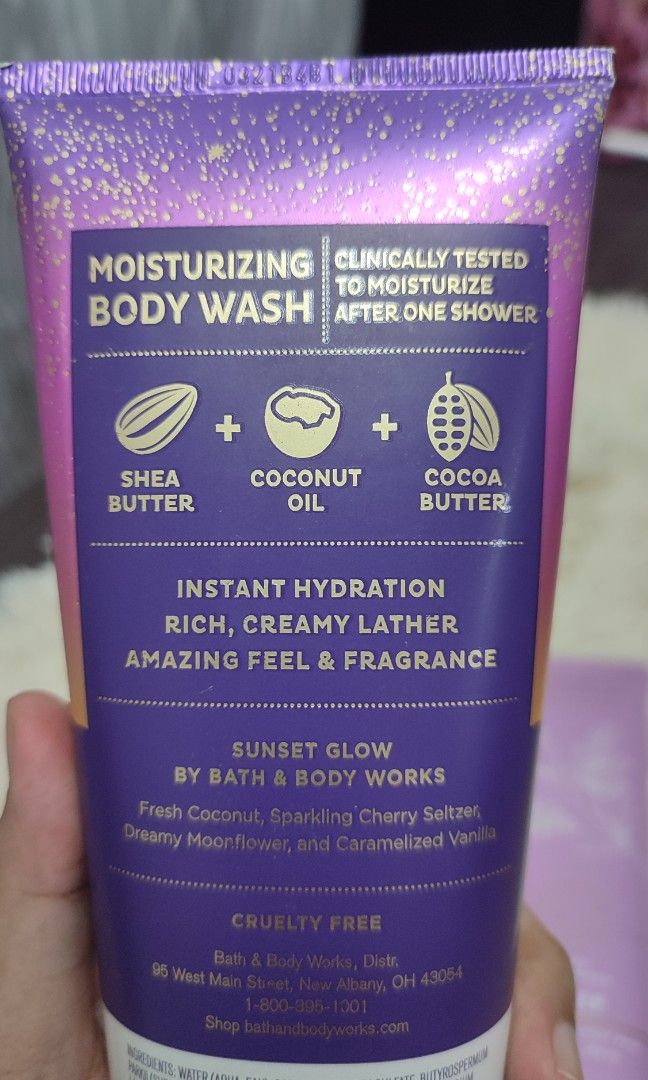 MOISTURIZING
BODY WASH
CLINICALLY TESTED
TO MOISTURIZE
AFTER ONE SHOWER
SHEA
BUTTER
+
COCONUT
OIL
+
COCOA
BUTTER
INSTANT HYDRATION
RICH, CREAMY LATHER
AMAZING FEEL & FRAGRANCE
SUNSET GLOW
BY BATH & BODY WORKS
Fresh Coconut, Sparkling Cherry Seltzer,
Dreamy Moonflower, and Caramelized Vanilla
CRUELTY FREE
Bath & Body Works, Distr.
95 West Main Street, New Albany, OH 43054
1-800-395-1001
Shop bathandbodyworks.com
INGREDIENTS: WATER (AQUA, EAU), BUTYROSPERMUM